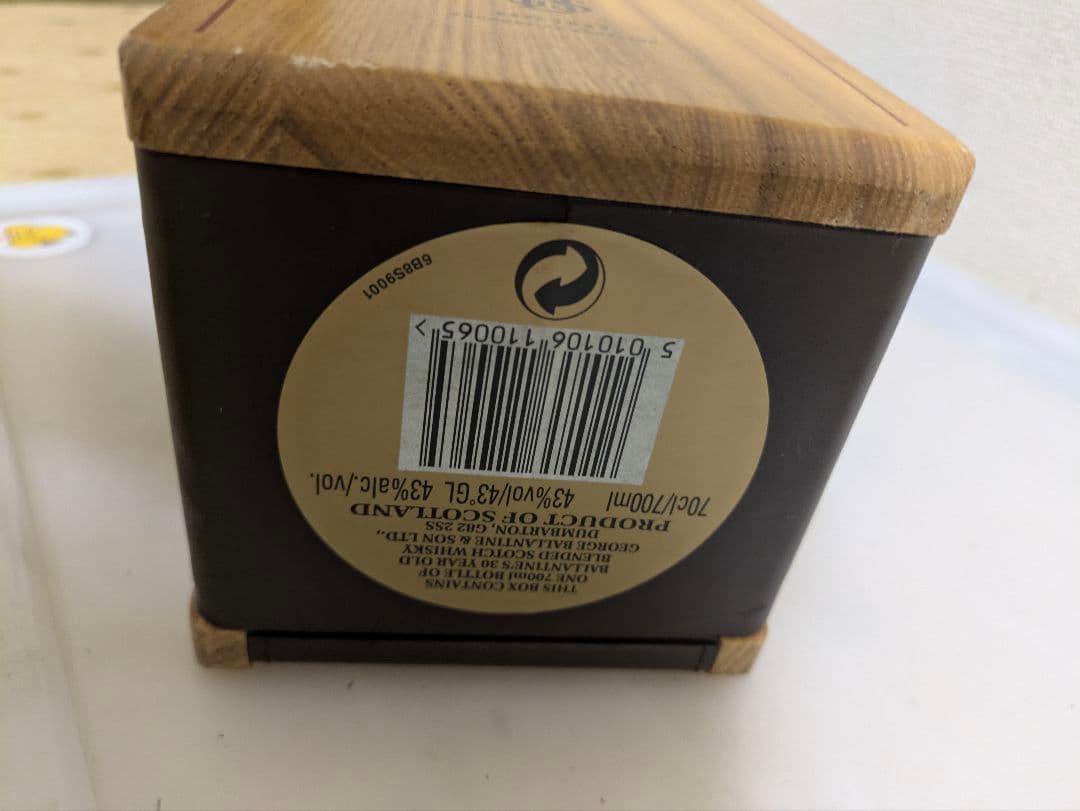 THIS BOX CONTAINS
ONE 700ml BOTTLE OF
BALLANTINE'S 30 YEAR OLD
BLENDED SCOTCH WHISKY
GEORGE BALLANTINE & SON LTD.,
DUMBARTON, G82 2SS
PRODUCT OF SCOTLAND
70cl/700ml 43%vol/43°GL 43%alc./vol.
5 010106 110065 >
6B8S9001